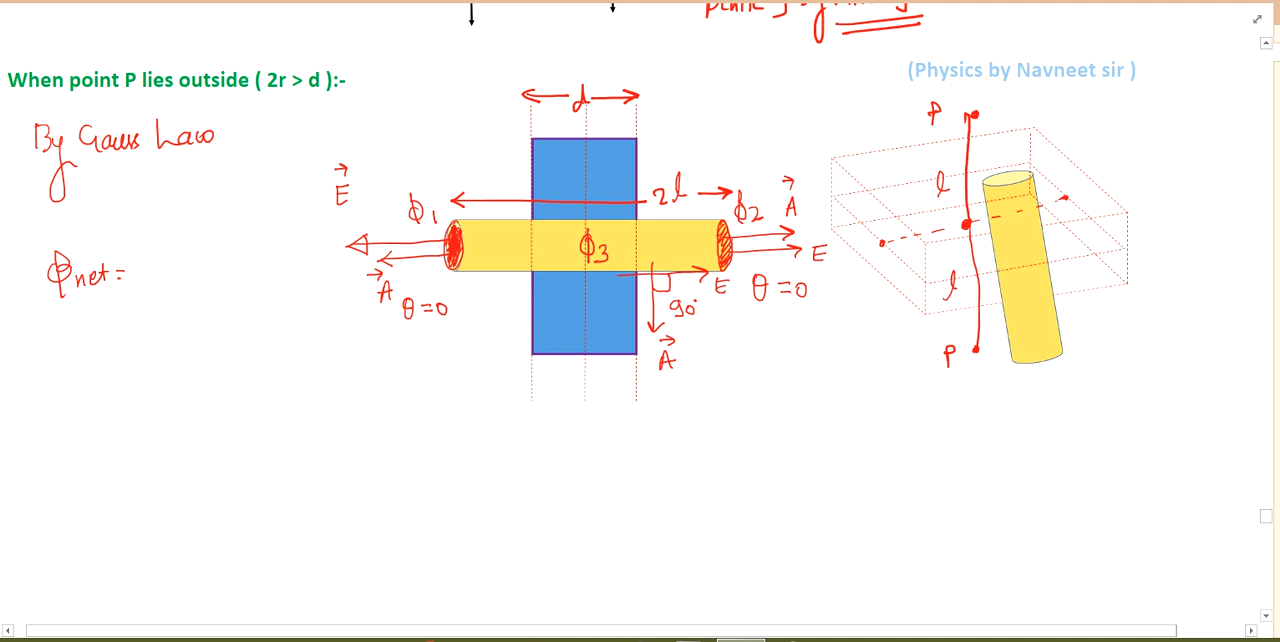 (Physics by Navneet sir )
When point P lies outside ( 2r > d ):-
d
By Gauss Law
E
ϕ1
2l
ϕ2
A
ϕ3
E
A
θ=0
ϕnet =
E
θ=0
90°
A
P
l
l
P